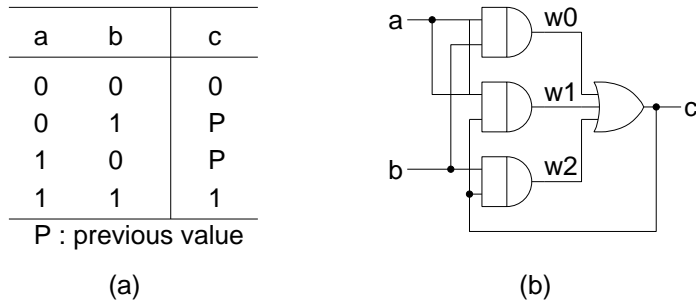 a b c
0 0 0
0 1 P
1 0 P
1 1 1
P : previous value
(a)
a
b
w0
w1
w2
c
(b)